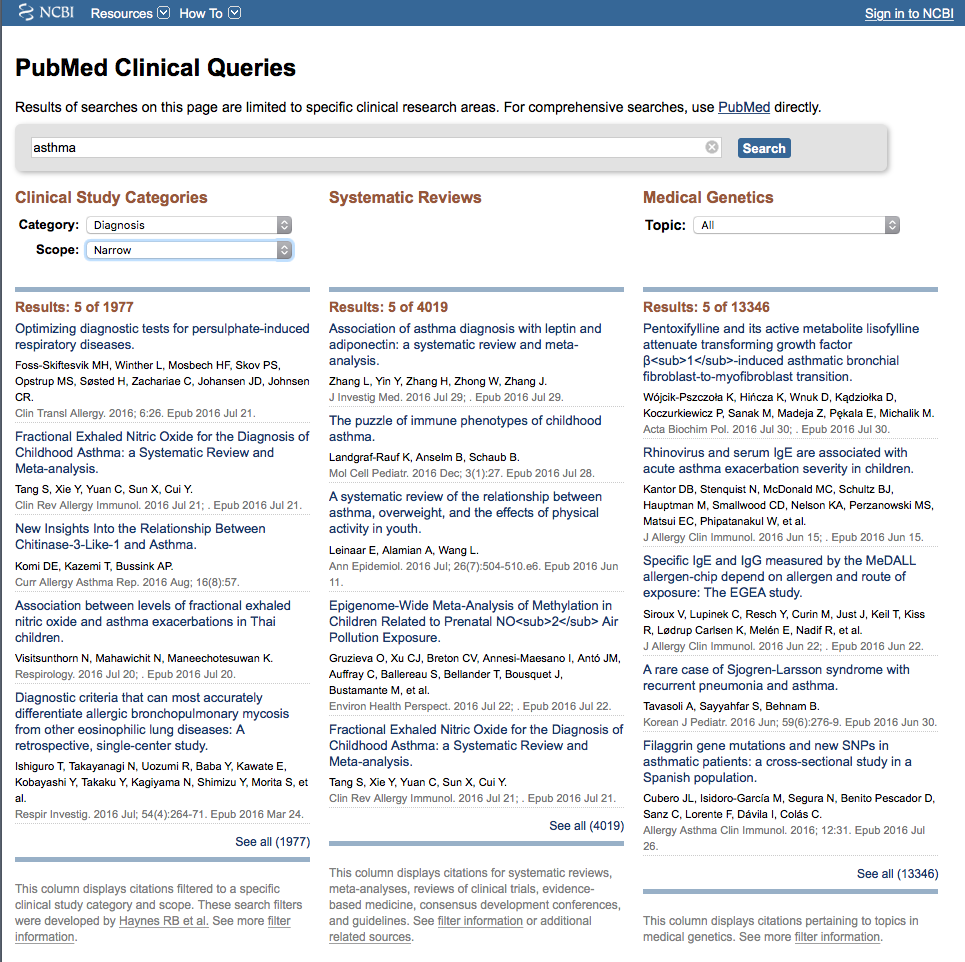 NCBI Resources How To Sign in to NCBI
PubMed Clinical Queries
Results of searches on this page are limited to specific clinical research areas. For comprehensive searches, use PubMed directly.
asthma
Search
Clinical Study Categories
Category: Diagnosis
Scope: Narrow
Results: 5 of 1977
Optimizing diagnostic tests for persulphate-induced
respiratory diseases.
Foss-Skiftesvik MH, Winther L, Mosbech HF, Skov PS,
Opstrup MS, Søsted H, Zachariae C, Johansen JD, Johnsen
CR.
Clin Transl Allergy. 2016; 6:26. Epub 2016 Jul 21.
Fractional Exhaled Nitric Oxide for the Diagnosis of
Childhood Asthma: a Systematic Review and
Meta-analysis.
Tang S, Xie Y, Yuan C, Sun X, Cui Y.
Clin Rev Allergy Immunol. 2016 Jul 21; . Epub 2016 Jul 21.
New Insights Into the Relationship Between
Chitinase-3-Like-1 and Asthma.
Komi DE, Kazemi T, Bussink AP.
Curr Allergy Asthma Rep. 2016 Aug; 16(8):57.
Association between levels of fractional exhaled
nitric oxide and asthma exacerbations in Thai
children.
Visitsunthorn N, Mahawichit N, Maneechotesuwan K.
Respirology. 2016 Jul 20; . Epub 2016 Jul 20.
Diagnostic criteria that can most accurately
differentiate allergic bronchopulmonary mycosis
from other eosinophilic lung diseases: A
retrospective, single-center study.
Ishiguro T, Takayanagi N, Uozumi R, Baba Y, Kawate E,
Kobayashi Y, Takaku Y, Kagiyama N, Shimizu Y, Morita S, et
al.
Respir Investig. 2016 Jul; 54(4):264-71. Epub 2016 Mar 24.
See all (1977)
This column displays citations filtered to a specific
clinical study category and scope. These search filters
were developed by Haynes RB et al. See more filter
information.
Systematic Reviews
Results: 5 of 4019
Association of asthma diagnosis with leptin and
adiponectin: a systematic review and meta-
analysis.
Zhang L, Yin Y, Zhang H, Zhong W, Zhang J.
J Investig Med. 2016 Jul 29; . Epub 2016 Jul 29.
The puzzle of immune phenotypes of childhood
asthma.
Landgraf-Rauf K, Anselm B, Schaub B.
Mol Cell Pediatr. 2016 Dec; 3(1):27. Epub 2016 Jul 28.
A systematic review of the relationship between
asthma, overweight, and the effects of physical
activity in youth.
Leinaar E, Alamian A, Wang L.
Ann Epidemiol. 2016 Jul; 26(7):504-510.e6. Epub 2016 Jun
11.
Epigenome-Wide Meta-Analysis of Methylation in
Children Related to Prenatal NO&lt;sub&gt;2&lt;/sub&gt; Air
Pollution Exposure.
Gruzieva O, Xu CJ, Breton CV, Annesi-Maesano I, Antó JM,
Auffray C, Ballereau S, Bellander T, Bousquet J,
Bustamante M, et al.
Environ Health Perspect. 2016 Jul 22; . Epub 2016 Jul 22.
Fractional Exhaled Nitric Oxide for the Diagnosis of
Childhood Asthma: a Systematic Review and
Meta-analysis.
Tang S, Xie Y, Yuan C, Sun X, Cui Y.
Clin Rev Allergy Immunol. 2016 Jul 21; . Epub 2016 Jul 21.
See all (4019)
This column displays citations for systematic reviews,
meta-analyses, reviews of clinical trials, evidence-
based medicine, consensus development conferences,
and guidelines. See filter information or additional
related sources.
Medical Genetics
Topic: All
Results: 5 of 13346
Pentoxifylline and its active metabolite lisofylline
attenuate transforming growth factor
β&lt;sub&gt;1&lt;/sub&gt;-induced asthmatic bronchial
fibroblast-to-myofibroblast transition.
Wójcik-Pszczoła K, Hińcza K, Wnuk D, Kądziołka D,
Koczurkiewicz P, Sanak M, Madeja Z, Pękala E, Michalik M.
Acta Biochim Pol. 2016 Jul 30; . Epub 2016 Jul 30.
Rhinovirus and serum IgE are associated with
acute asthma exacerbation severity in children.
Kantor DB, Stenquist N, McDonald MC, Schultz BJ,
Hauptman M, Smallwood CD, Nelson KA, Perzanowski MS,
Matsui EC, Phipatanakul W, et al.
J Allergy Clin Immunol. 2016 Jun 15; . Epub 2016 Jun 15.
Specific IgE and IgG measured by the MeDALL
allergen-chip depend on allergen and route of
exposure: The EGEA study.
Siroux V, Lupinek C, Resch Y, Curin M, Just J, Keil T, Kiss
R, Lødrup Carlsen K, Melén E, Nadif R, et al.
J Allergy Clin Immunol. 2016 Jun 22; . Epub 2016 Jun 22.
A rare case of Sjogren-Larsson syndrome with
recurrent pneumonia and asthma.
Tavasoli A, Sayyahfar S, Behnam B.
Korean J Pediatr. 2016 Jun; 59(6):276-9. Epub 2016 Jun 30.
Filaggrin gene mutations and new SNPs in
asthmatic patients: a cross-sectional study in a
Spanish population.
Cubero JL, Isidoro-García M, Segura N, Benito Pescador D,
Sanz C, Lorente F, Dávila I, Colás C.
Allergy Asthma Clin Immunol. 2016; 12:31. Epub 2016 Jul
26.
See all (13346)
This column displays citations pertaining to topics in
medical genetics. See more filter information.